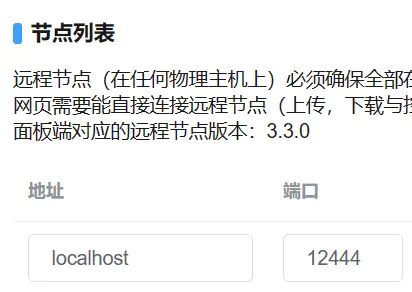 节点列表
远程节点（在任何物理主机上）必须确保全部在
网页需要能直接连接远程节点（上传，下载与控
面板端对应的远程节点版本：3.3.0
地址 端口
localhost 12444